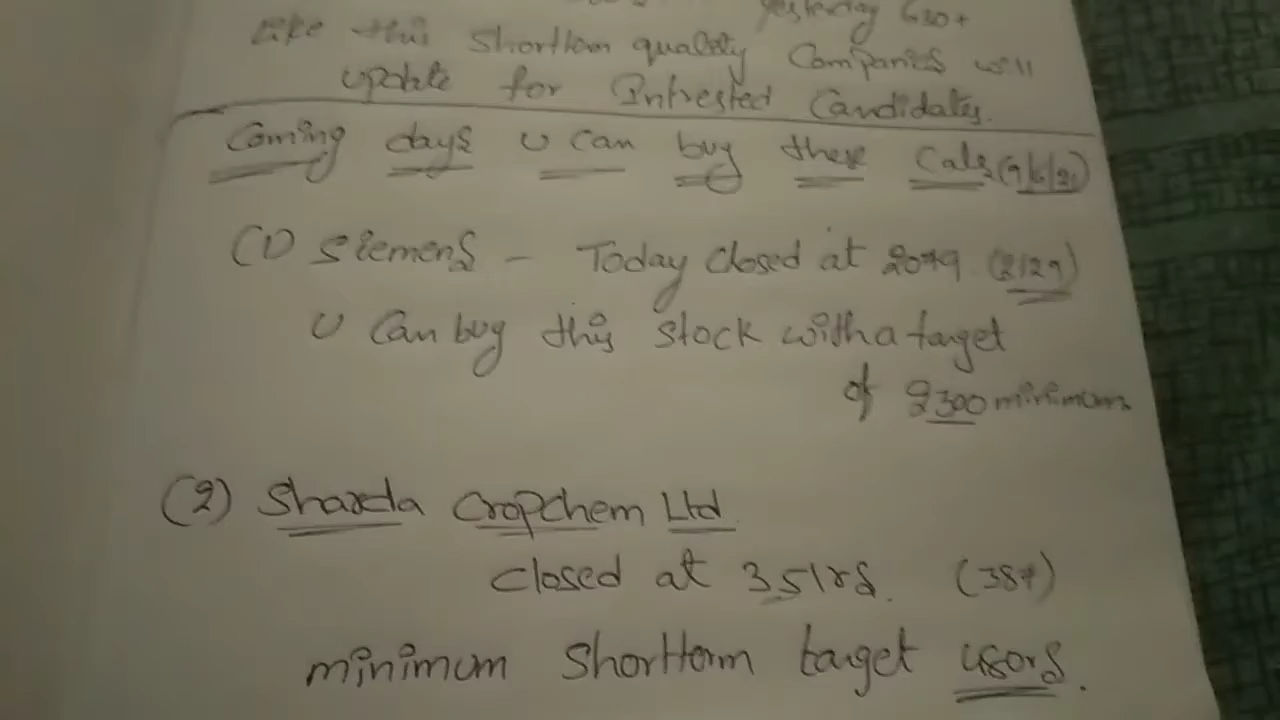 yesterday 620+
like this Shortterm quality Companies will
update for Intrested Candidates.
Coming days U Can buy these Cals (9/6/21)
(1) Siemens - Today closed at 2079 (2129)
U Can buy this stock with a target
of 2300 minimum
(2) Sharda Cropchem Ltd
closed at 351rs. (387)
minimum Shortterm target 450rs.